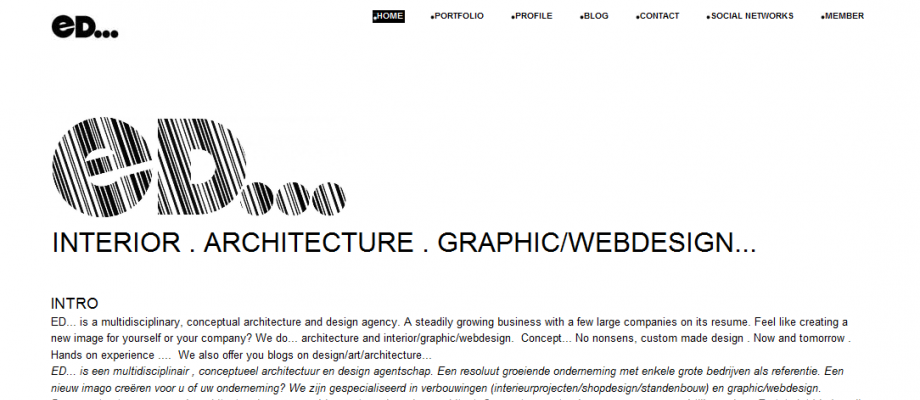 eD...
•HOME •PORTFOLIO •PROFILE •BLOG •CONTACT •SOCIAL NETWORKS •MEMBER
eD...
INTERIOR . ARCHITECTURE . GRAPHIC/WEBDESIGN...
INTRO
ED... is a multidisciplinary, conceptual architecture and design agency. A steadily growing business with a few large companies on its resume. Feel like creating a
new image for yourself or your company? We do... architecture and interior/graphic/webdesign.  Concept... No nonsens, custom made design . Now and tomorrow .
Hands on experience ....  We also offer you blogs on design/art/architecture...
ED... is een multidisciplinair , conceptueel architectuur en design agentschap. Een resoluut groeiende onderneming met enkele grote bedrijven als referentie. Een
nieuw imago creëren voor u of uw onderneming? We zijn gespecialiseerd in verbouwingen (interieurprojecten/shopdesign/standenbouw) en graphic/webdesign.